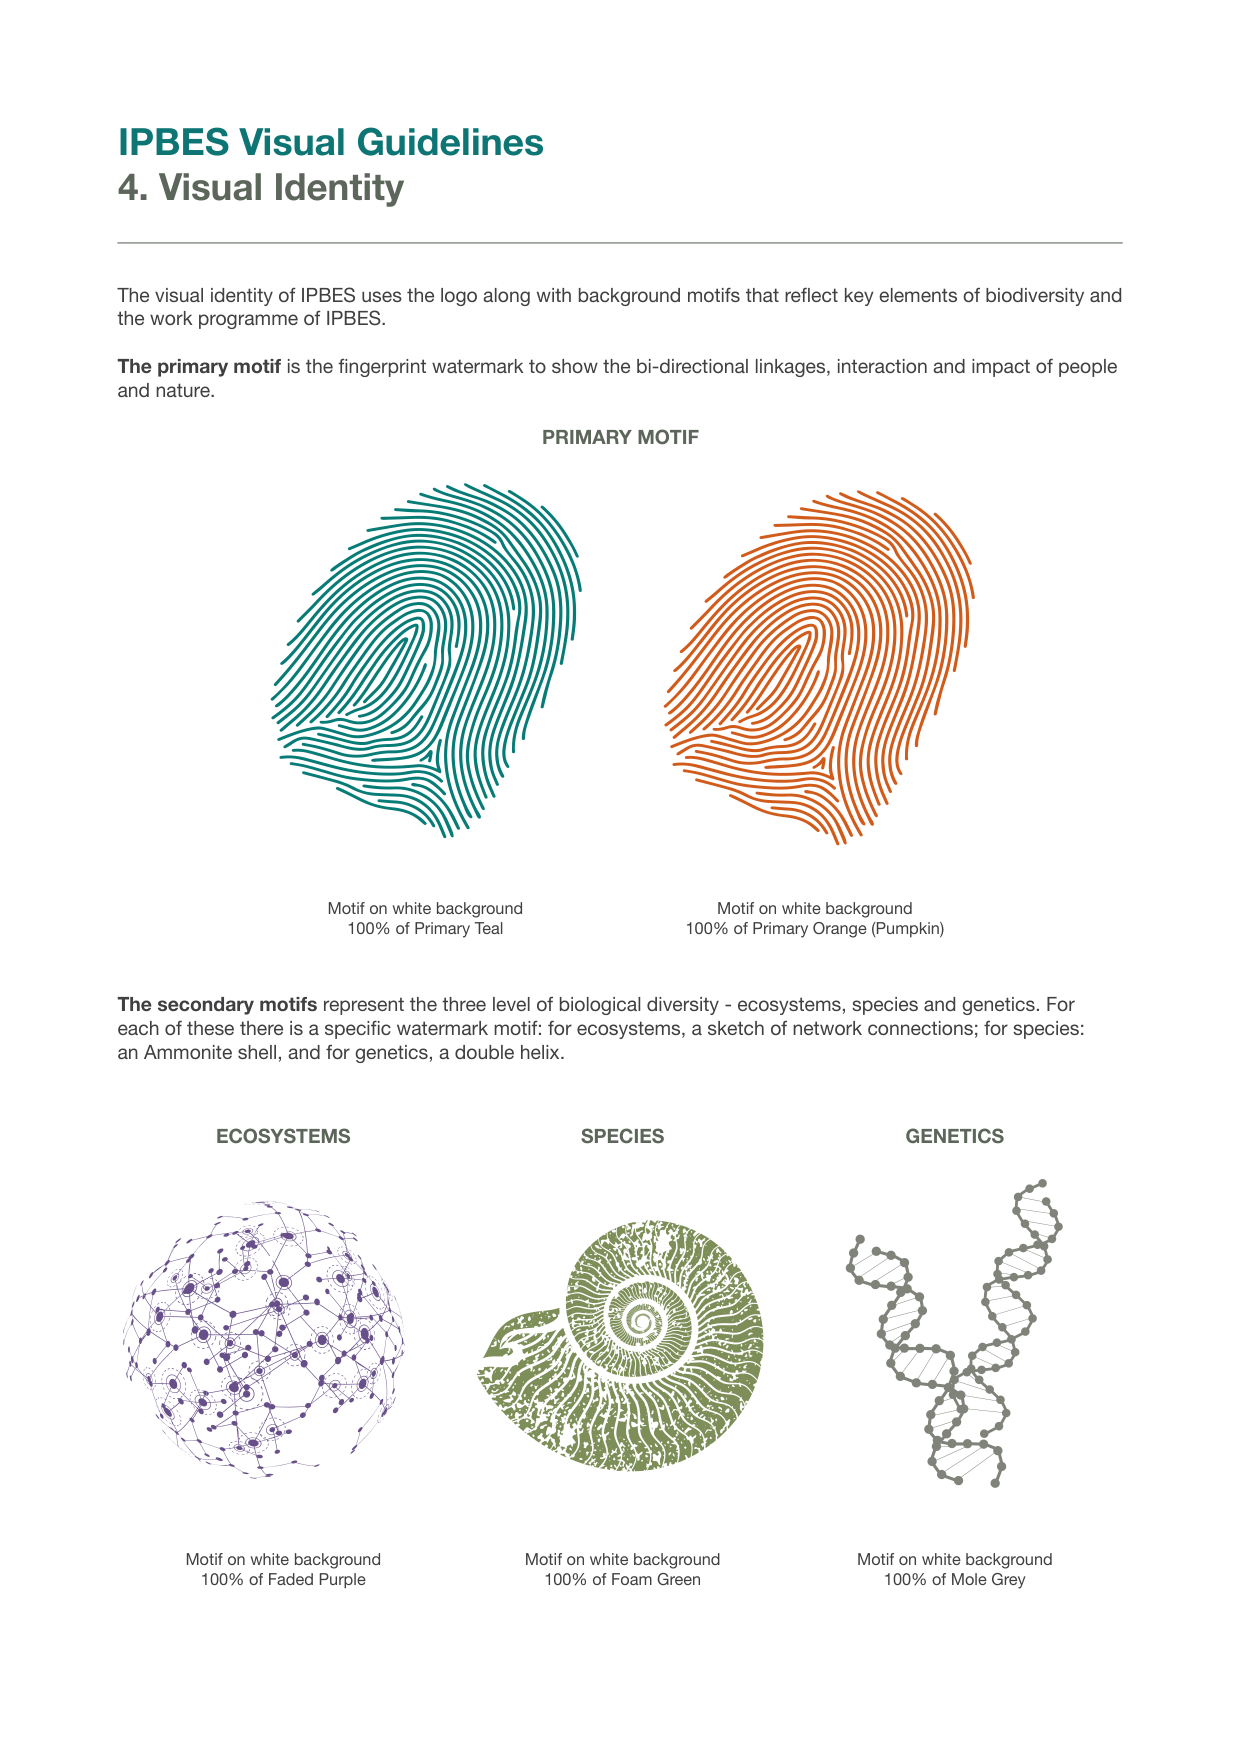 IPBES Visual Guidelines
4. Visual Identity
The visual identity of IPBES uses the logo along with background motifs that reflect key elements of biodiversity and
the work programme of IPBES.
The primary motif is the fingerprint watermark to show the bi-directional linkages, interaction and impact of people
and nature.
PRIMARY MOTIF
Motif on white background
100% of Primary Teal
Motif on white background
100% of Primary Orange (Pumpkin)
The secondary motifs represent the three level of biological diversity - ecosystems, species and genetics. For
each of these there is a specific watermark motif: for ecosystems, a sketch of network connections; for species:
an Ammonite shell, and for genetics, a double helix.
ECOSYSTEMS
SPECIES
GENETICS
Motif on white background
100% of Faded Purple
Motif on white background
100% of Foam Green
Motif on white background
100% of Mole Grey